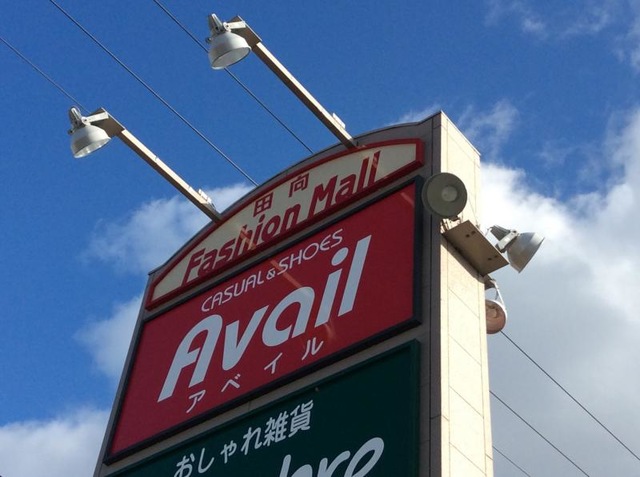 田向
Fashion Mall
CASUAL & SHOES
Avail
アベイル
おしゃれ雑貨